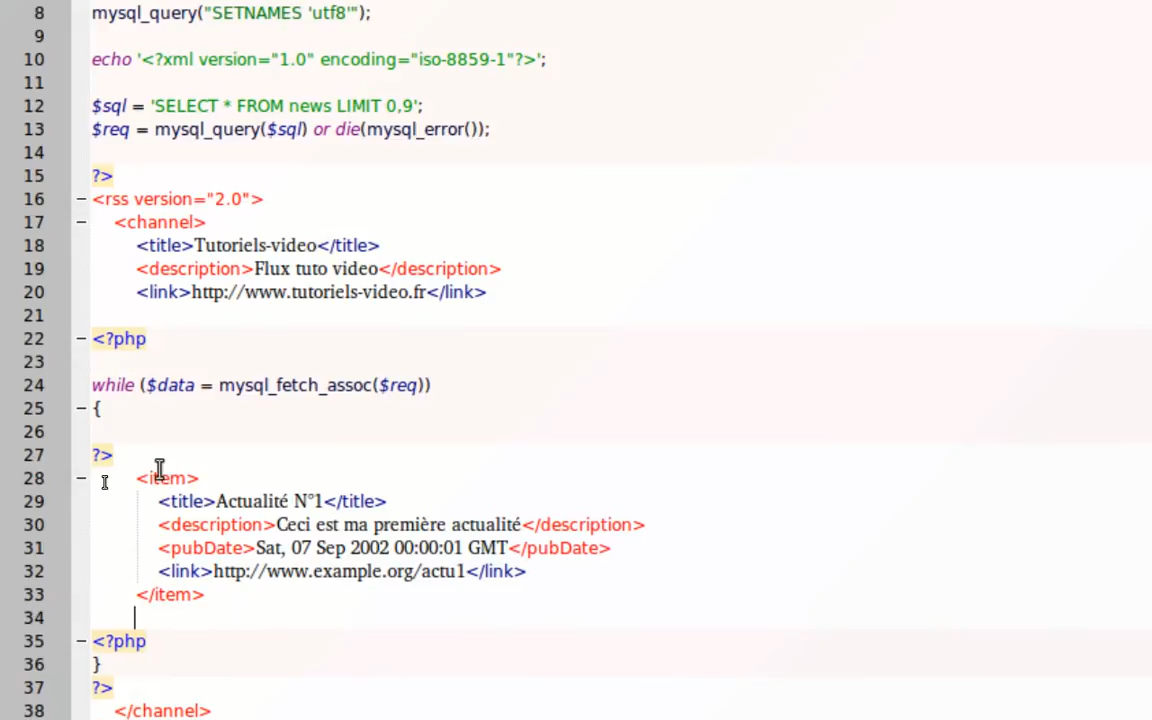 8 mysql_query("SETNAMES 'utf8'");
9
10 echo '<?xml version="1.0" encoding="iso-8859-1"?>';
11
12 $sql = 'SELECT * FROM news LIMIT 0,9';
13 $req = mysql_query($sql) or die(mysql_error());
14
15 ?>
16 <rss version="2.0">
17 <channel>
18 <title>Tutoriels-video</title>
19 <description>Flux tuto video</description>
20 <link>http://www.tutoriels-video.fr</link>
21
22 <?php
23
24 while ($data = mysql_fetch_assoc($req))
25 {
26
27 ?>
28 <item>
29 <title>Actualité N°1</title>
30 <description>Ceci est ma première actualité</description>
31 <pubDate>Sat, 07 Sep 2002 00:00:01 GMT</pubDate>
32 <link>http://www.example.org/actu1</link>
33 </item>
34
35 <?php
36 }
37 ?>
38 </channel>